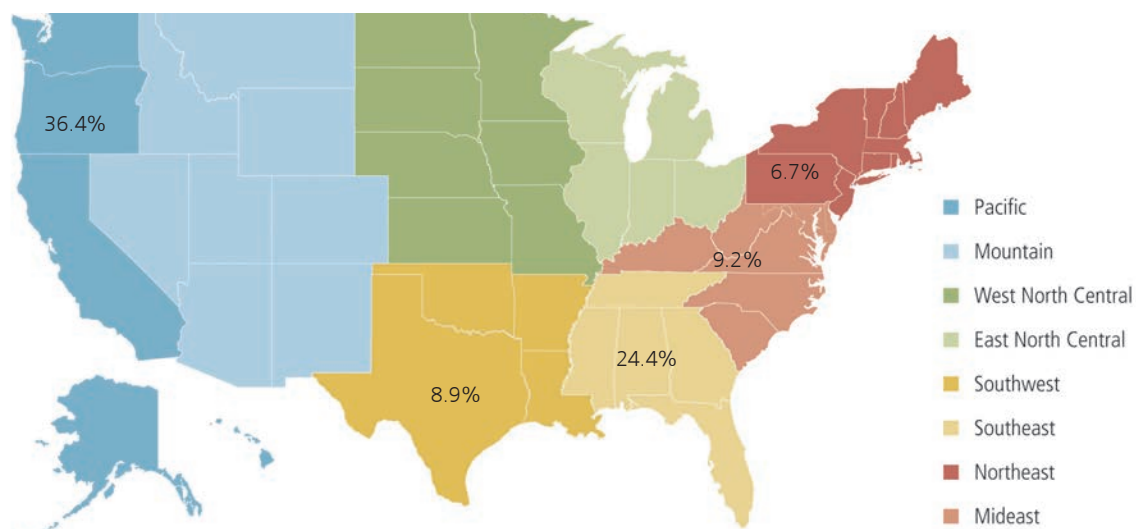 36.4%
6.7%
9.2%
24.4%
8.9%
Pacific
Mountain
West North Central
East North Central
Southwest
Southeast
Northeast
Mideast